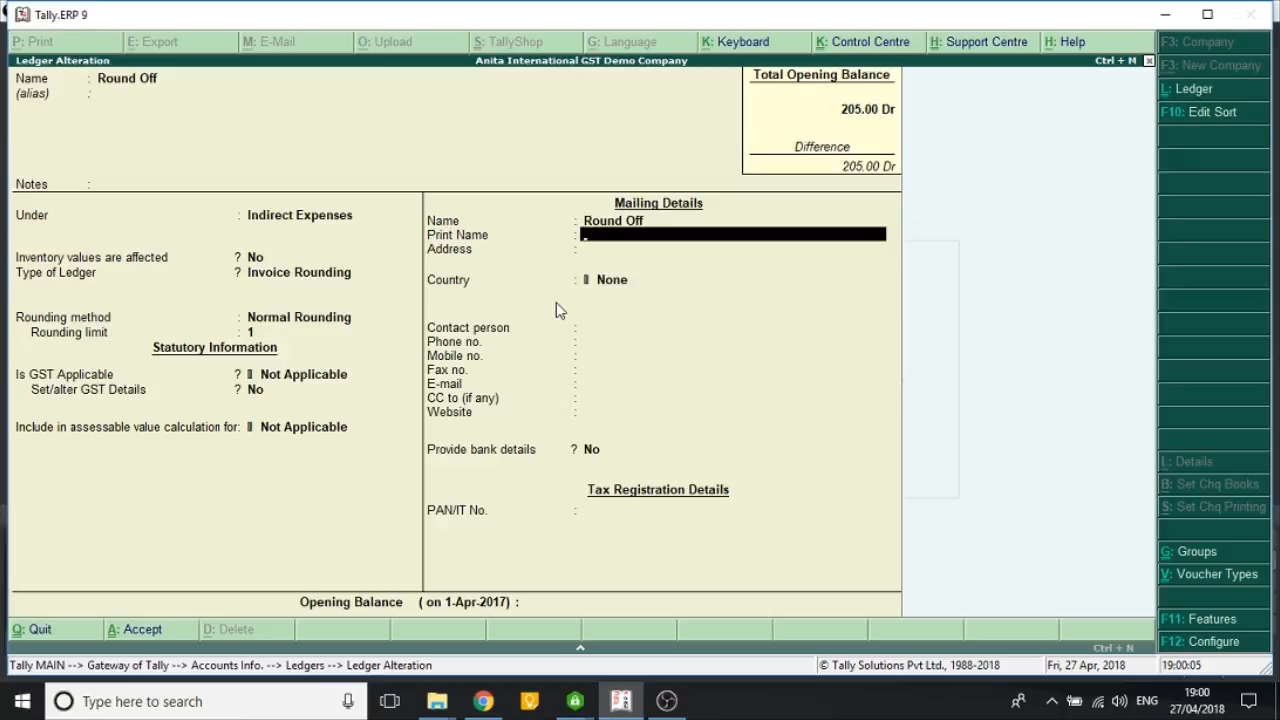 Tally.ERP 9
P: Print E: Export M: E-Mail O: Upload S: TallyShop G: Language K: Keyboard K: Control Centre H: Support Centre H: Help
Ledger Alteration Anita International GST Demo Company Ctrl + M
Name : Round Off
(alias) :
Total Opening Balance
205.00 Dr
Difference
205.00 Dr
Notes :
Under : Indirect Expenses
Inventory values are affected ? No
Type of Ledger ? Invoice Rounding
Rounding method : Normal Rounding
Rounding limit : 1
Statutory Information
Is GST Applicable ? Not Applicable
Set/alter GST Details ? No
Include in assessable value calculation for: Not Applicable
Mailing Details
Name : Round Off
Print Name :
Address :
Country : None
Contact person :
Phone no. :
Mobile no. :
Fax no. :
E-mail :
CC to (if any) :
Website :
Provide bank details ? No
Tax Registration Details
PAN/IT No. :
Opening Balance ( on 1-Apr-2017) :
F3: Company
F3: New Company
L: Ledger
F10: Edit Sort
L: Details
B: Set Chq Books
S: Set Chq Printing
G: Groups
V: Voucher Types
F11: Features
F12: Configure
Q: Quit A: Accept D: Delete
Ctrl + N
Tally MAIN --> Gateway of Tally --> Accounts Info. --> Ledgers --> Ledger Alteration © Tally Solutions Pvt Ltd., 1988-2018 Fri, 27 Apr, 2018 19:00:05
Type here to search
ENG
19:00
27/04/2018